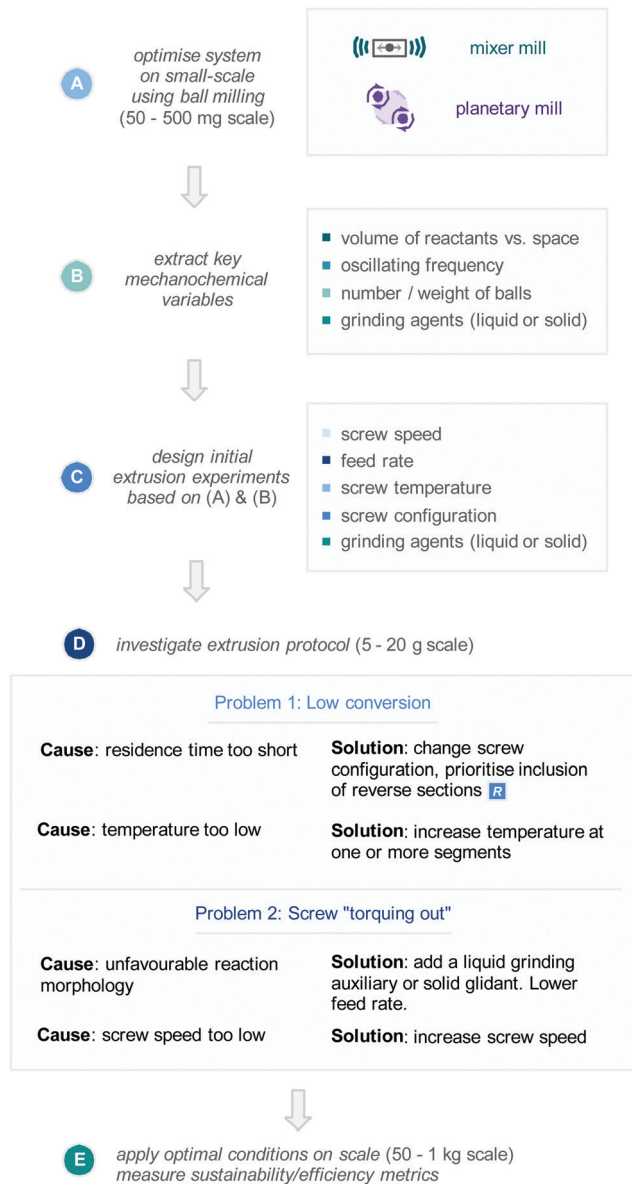 A
optimise system
on small-scale
using ball milling
(50 - 500 mg scale)
mixer mill
planetary mill
B
extract key
mechanochemical
variables
volume of reactants vs. space
oscillating frequency
number / weight of balls
grinding agents (liquid or solid)
C
design initial
extrusion experiments
based on (A) & (B)
screw speed
feed rate
screw temperature
screw configuration
grinding agents (liquid or solid)
D
investigate extrusion protocol (5 - 20 g scale)
Problem 1: Low conversion
Cause: residence time too short
Solution: change screw
configuration, prioritise inclusion
of reverse sections R
Cause: temperature too low
Solution: increase temperature at
one or more segments
Problem 2: Screw "torquing out"
Cause: unfavourable reaction
morphology
Solution: add a liquid grinding
auxiliary or solid glidant. Lower
feed rate.
Cause: screw speed too low
Solution: increase screw speed
E
apply optimal conditions on scale (50 - 1 kg scale)
measure sustainability/efficiency metrics